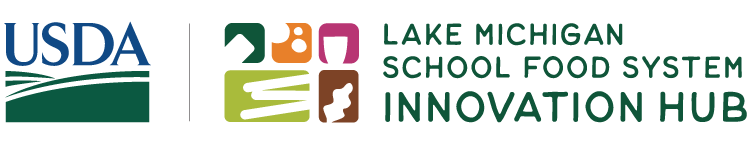 USDA
LAKE MICHIGAN
SCHOOL FOOD SYSTEM
INNOVATION HUB